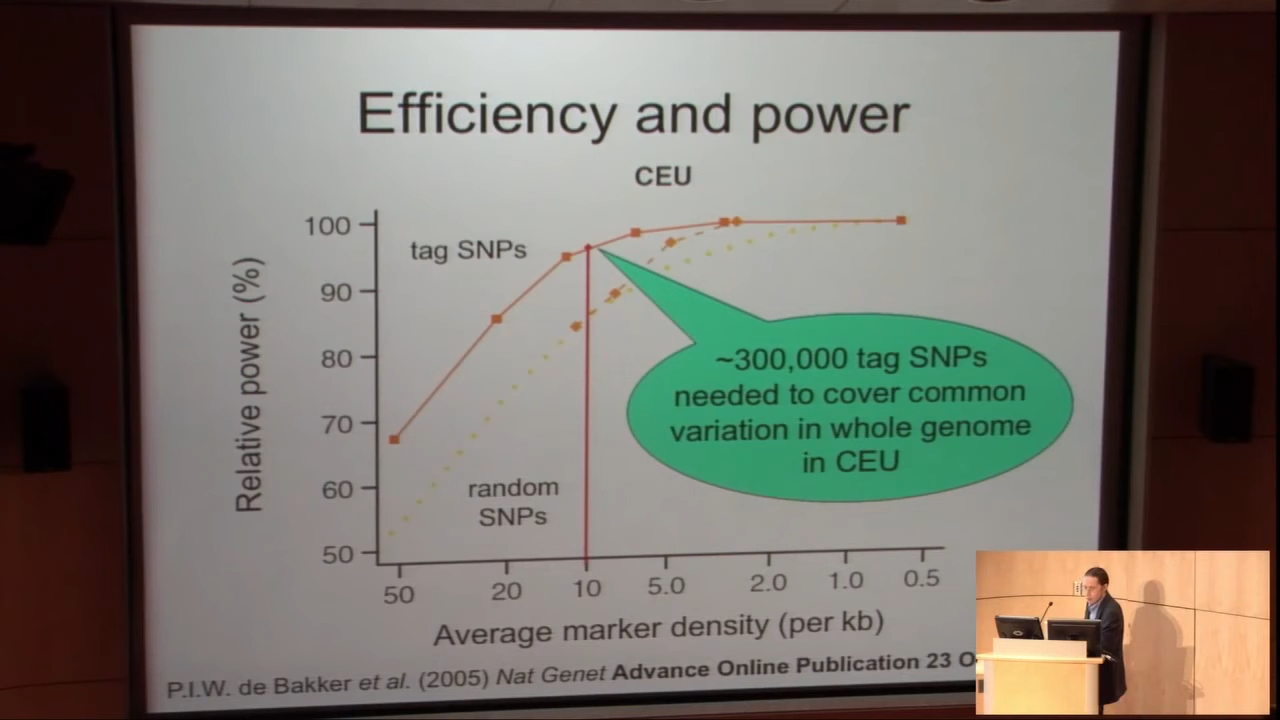 Efficiency and power
CEU
100
90
80
70
60
50
Relative power (%)
tag SNPs
random
SNPs
~300,000 tag SNPs
needed to cover common
variation in whole genome
in CEU
50 20 10 5.0 2.0 1.0 0.5
Average marker density (per kb)
P.I.W. de Bakker et al. (2005) Nat Genet Advance Online Publication 23